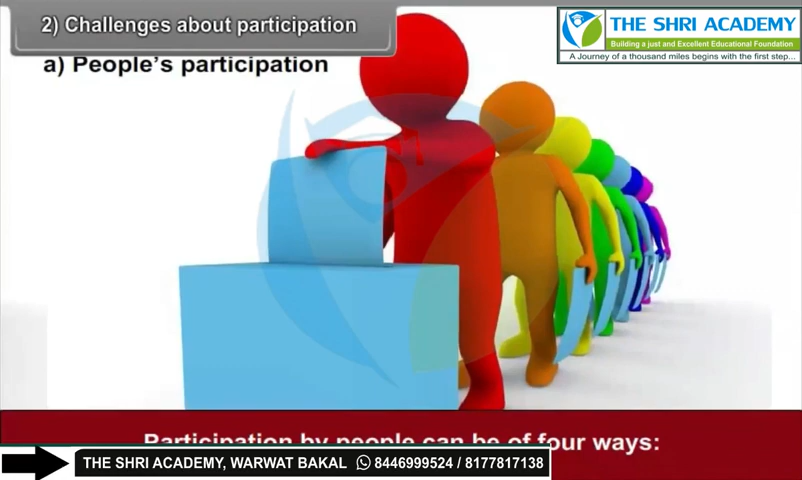 2) Challenges about participation
THE SHRI ACADEMY
Building a just and Excellent Educational Foundation
A Journey of a thousand miles begins with the first step...
a) People's participation
Participation by people can be of four ways:
THE SHRI ACADEMY, WARWAT BAKAL 8446999524 / 8177817138